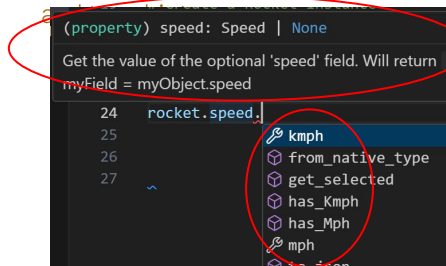 (property) speed: Speed | None
Get the value of the optional 'speed' field. Will return
myField = myObject.speed
24 rocket.speed.
25
26
27
kmph
from_native_type
get_selected
has_Kmph
has_Mph
mph
to_json